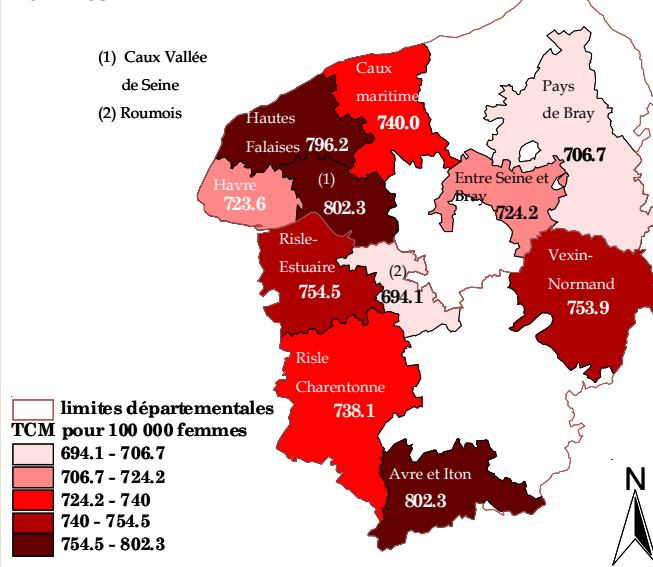 (1) Caux Vallée
de Seine
(2) Roumois
Caux
maritime
740.0
Pays
de Bray
706.7
Hautes
Falaises 796.2
(1)
802.3
Havre
723.6
Entre Seine et
Bray
724.2
Risle-
Estuaire
754.5
(2)
694.1
Vexin-
Normand
753.9
Risle
Charentonne
738.1
Avre et Iton
802.3
limites départementales
TCM pour 100 000 femmes
694.1 - 706.7
706.7 - 724.2
724.2 - 740
740 - 754.5
754.5 - 802.3
N